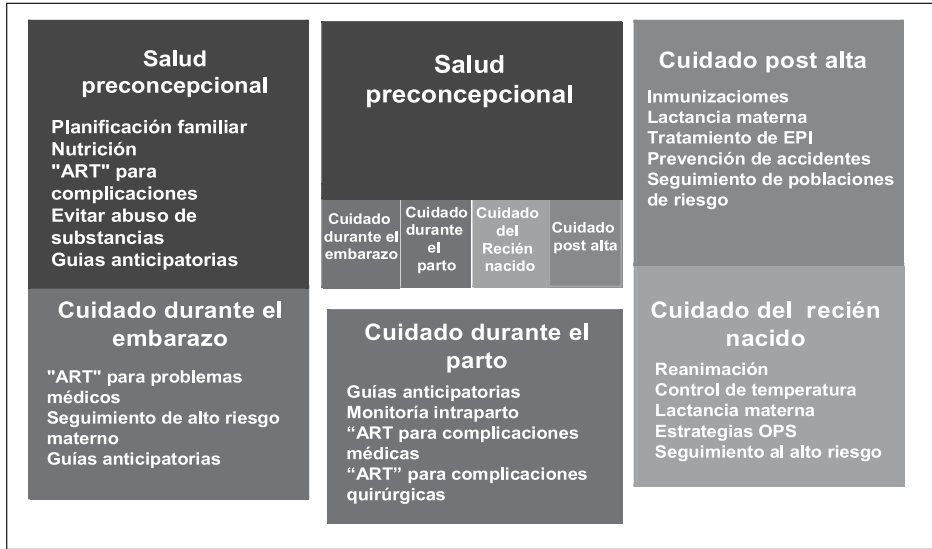 Salud
preconcepcional
Planificación familiar
Nutrición
"ART" para
complicaciones
Evitar abuso de
substancias
Guias anticipatorias
Salud
preconcepcional
Cuidado
durante el
embarazo
Cuidado
durante
el
parto
Cuidado
del
Recién
nacido
Cuidado
post alta
Cuidado post alta
Inmunizaciomes
Lactancia materna
Tratamiento de EPI
Prevención de accidentes
Seguimiento de poblaciones
de riesgo
Cuidado durante el
embarazo
"ART" para problemas
médicos
Seguimiento de alto riesgo
materno
Guías anticipatorias
Cuidado durante el
parto
Guías anticipatorias
Monitoría intraparto
“ART para complicaciones
médicas
“ART” para complicaciones
quirúrgicas
Cuidado del recién
nacido
Reanimación
Control de temperatura
Lactancia materna
Estrategias OPS
Seguimiento al alto riesgo